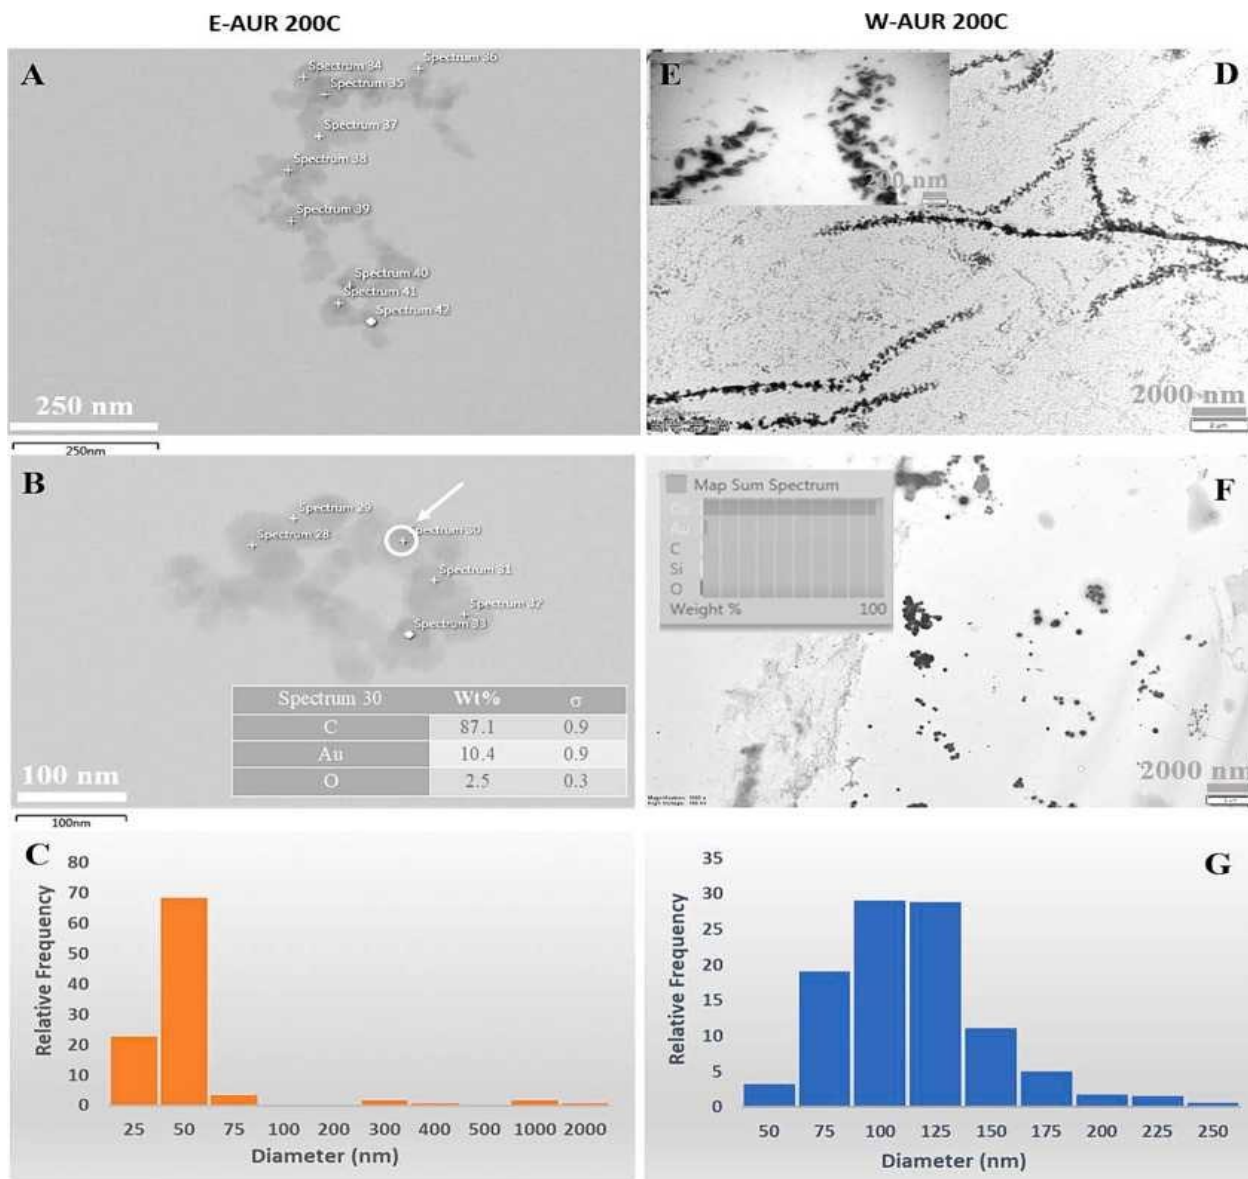 E-AUR 200C
W-AUR 200C
A
Spectrum 34
Spectrum 36
Spectrum 35
Spectrum 37
Spectrum 38
Spectrum 39
Spectrum 40
Spectrum 41
Spectrum 42
250 nm
250nm
E
D
200 nm
2000 nm
2 µm
B
Spectrum 29
Spectrum 28
Spectrum 30
Spectrum 31
Spectrum 32
Spectrum 33
Spectrum 30 Wt% σ
C 87.1 0.9
Au 10.4 0.9
O 2.5 0.3
100 nm
100nm
F
Map Sum Spectrum
Au
C
Si
O
Weight % 100
2000 nm
C
80
70
60
50
40
30
20
10
0
Relative Frequency
25 50 75 100 200 300 400 500 1000 2000
Diameter (nm)
G
35
30
25
20
15
10
5
0
Relative Frequency
50 75 100 125 150 175 200 225 250
Diameter (nm)